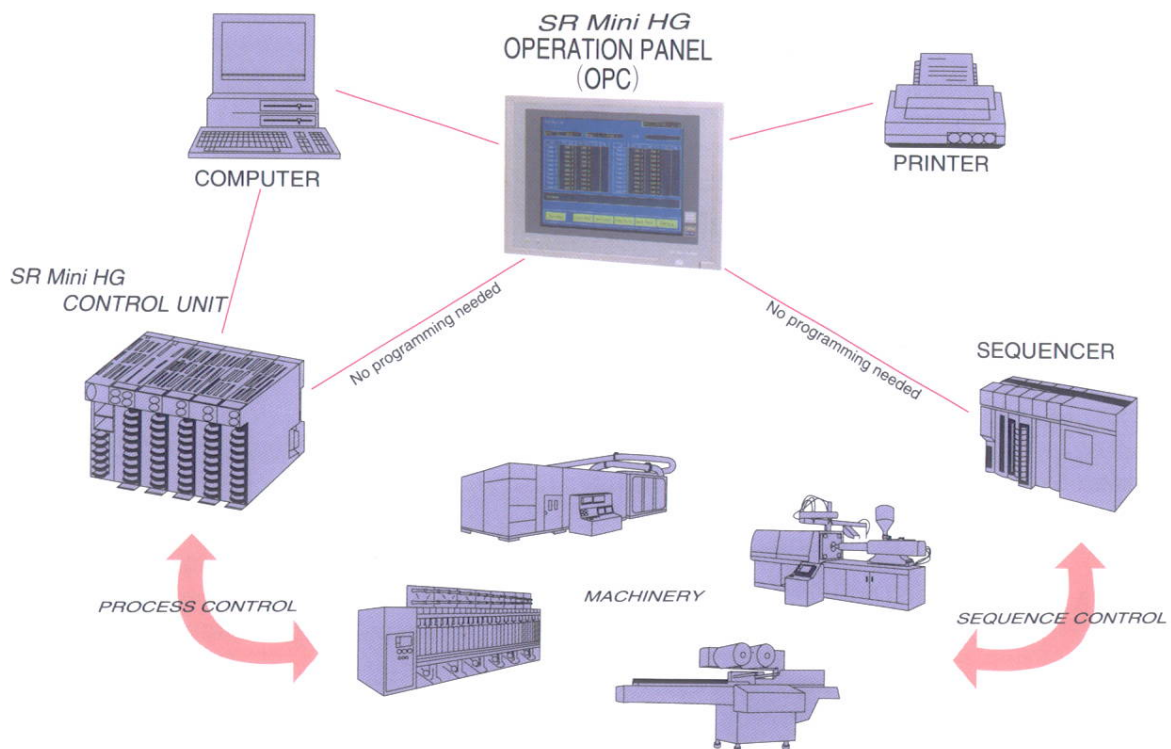 SR Mini HG
OPERATION PANEL
(OPC)
COMPUTER
PRINTER
SR Mini HG
CONTROL UNIT
No programming needed
No programming needed
SEQUENCER
PROCESS CONTROL
MACHINERY
SEQUENCE CONTROL